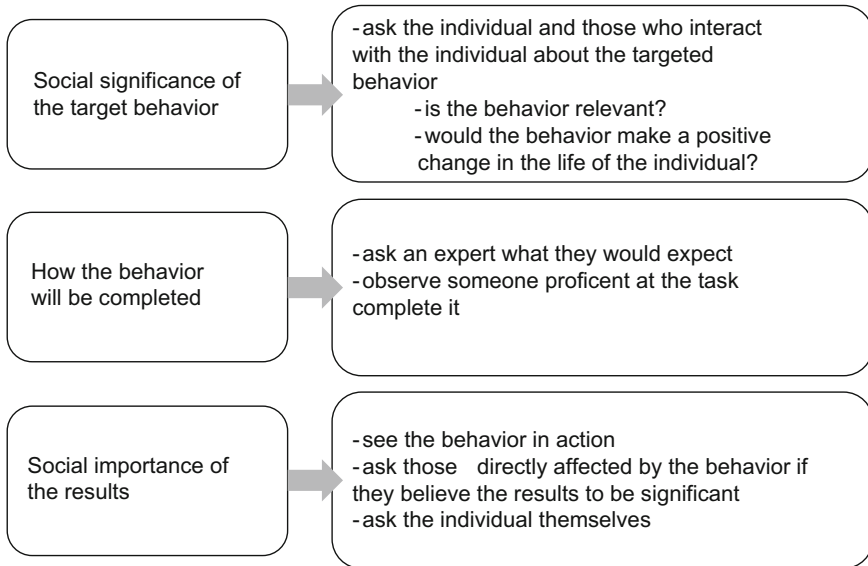 Social significance of
the target behavior
-ask the individual and those who interact
with the individual about the targeted
behavior
-is the behavior relevant?
-would the behavior make a positive
change in the life of the individual?
How the behavior
will be completed
-ask an expert what they would expect
-observe someone proficent at the task
complete it
Social importance of
the results
-see the behavior in action
-ask those directly affected by the behavior if
they believe the results to be significant
-ask the individual themselves